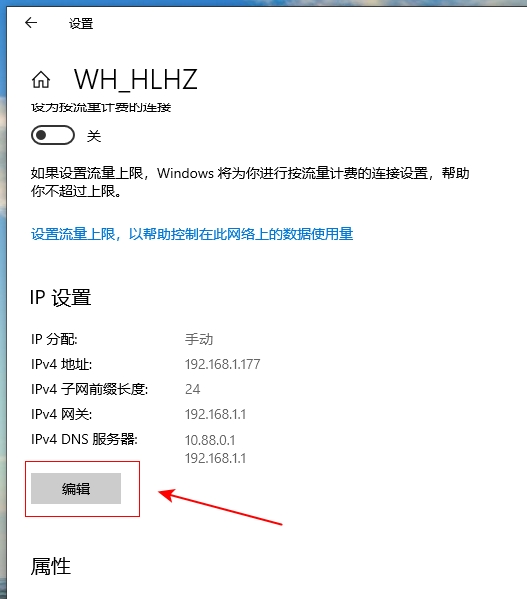 设置
WH_HLHZ
设为按流量计费的连接
关
如果设置流量上限，Windows 将为你进行按流量计费的连接设置，帮助
你不超过上限。
设置流量上限，以帮助控制在此网络上的数据使用量
IP 设置
IP 分配: 手动
IPv4 地址: 192.168.1.177
IPv4 子网前缀长度: 24
IPv4 网关: 192.168.1.1
IPv4 DNS 服务器: 10.88.0.1
192.168.1.1
编辑
属性